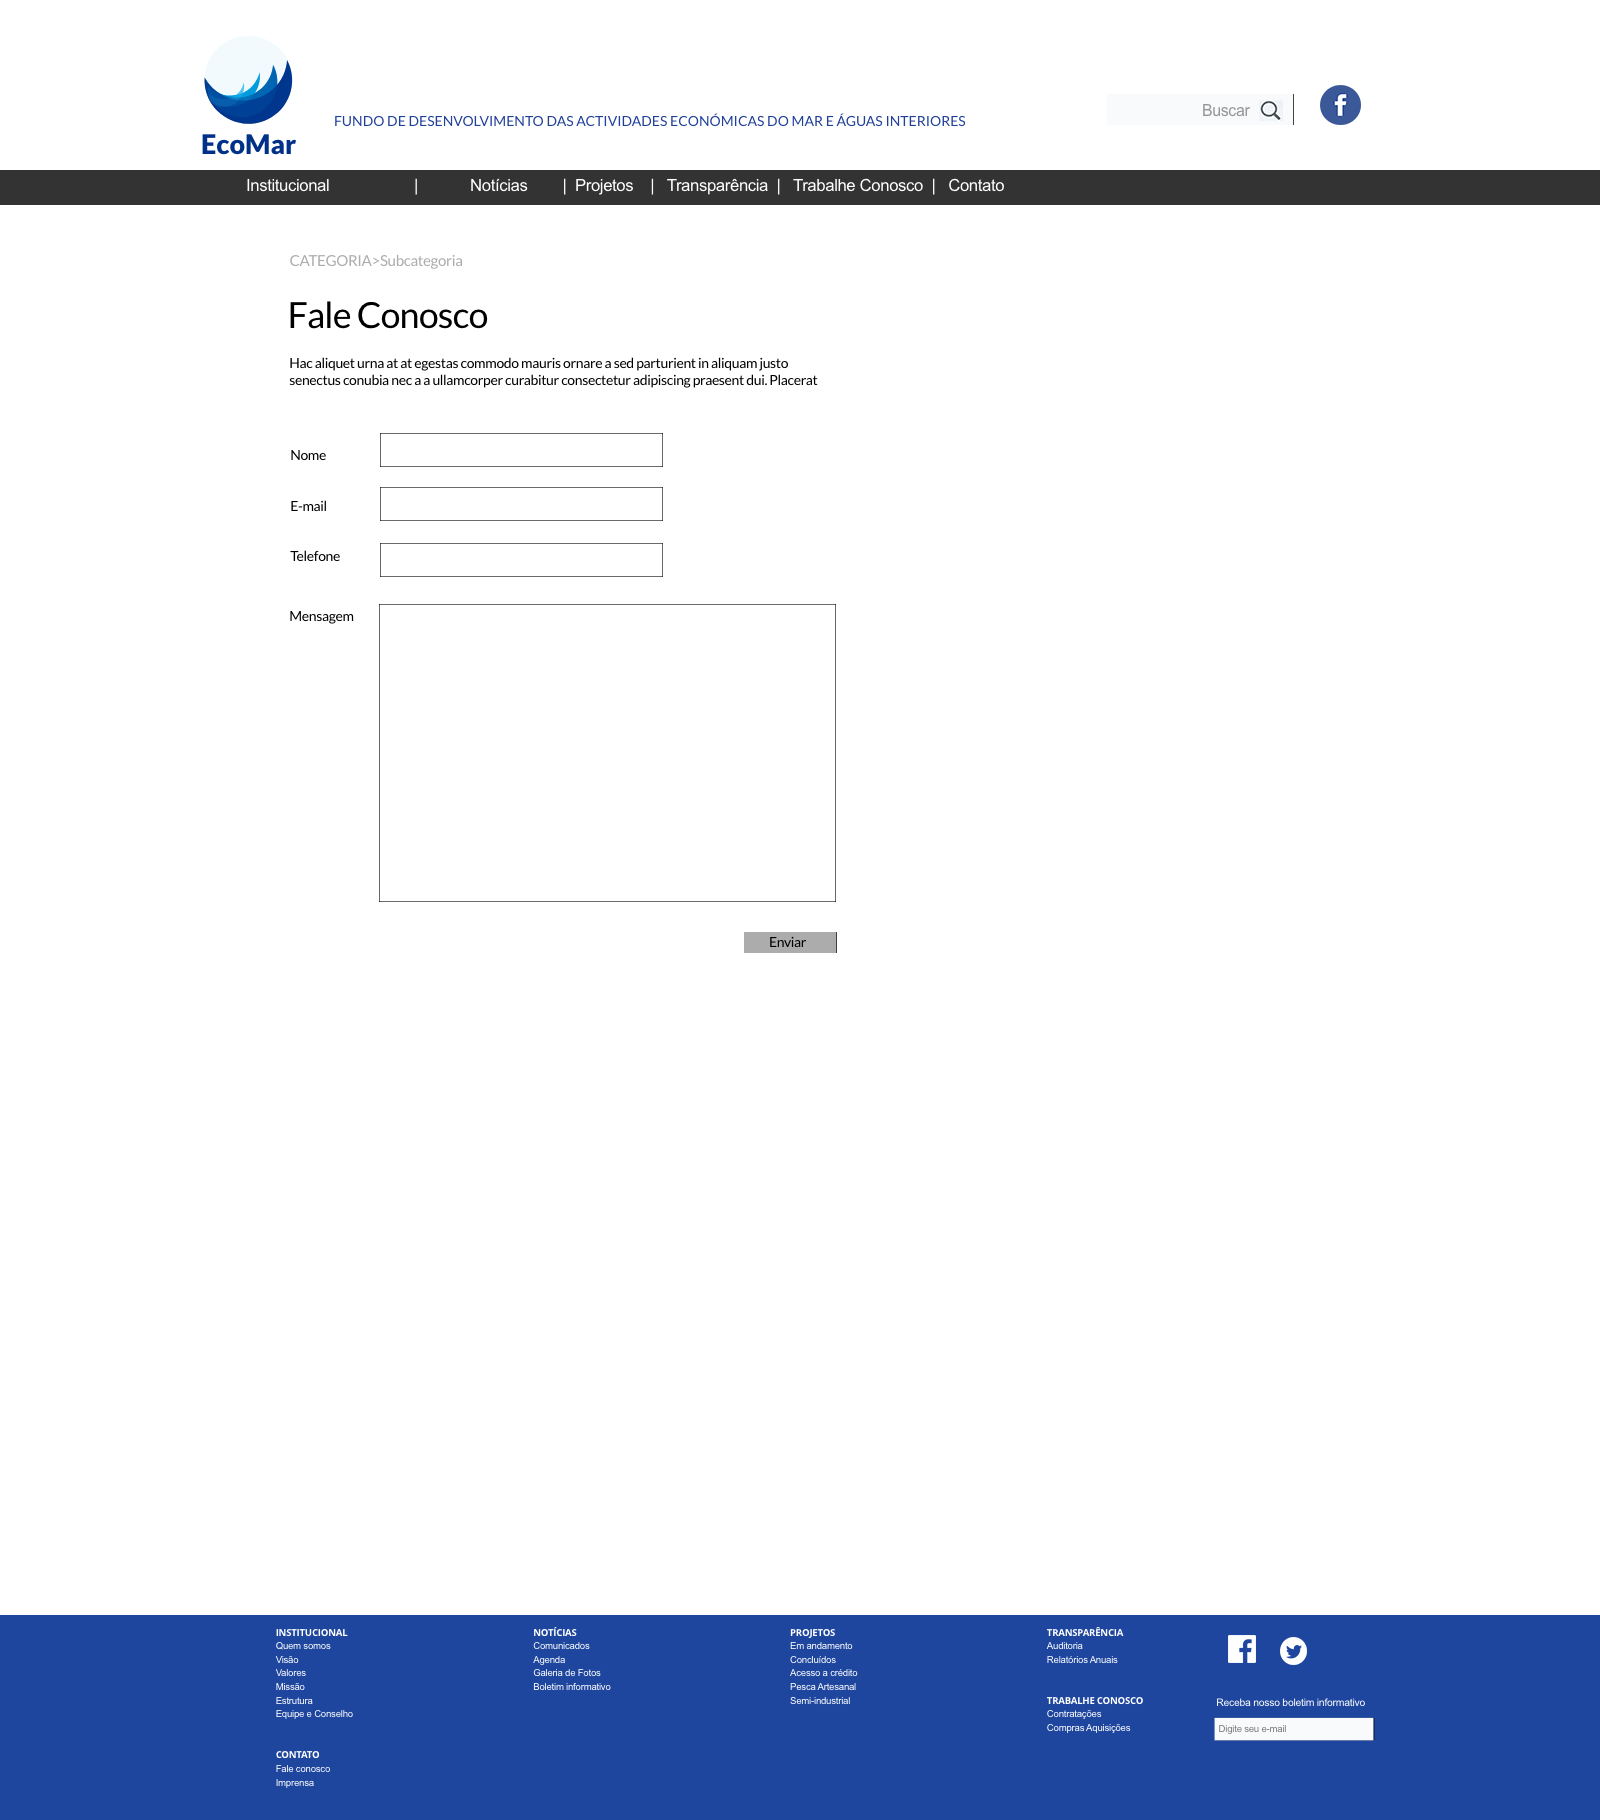 EcoMar
FUNDO DE DESENVOLVIMENTO DAS ACTIVIDADES ECONÓMICAS DO MAR E ÁGUAS INTERIORES
Buscar
Institucional | Notícias | Projetos | Transparência | Trabalhe Conosco | Contato
CATEGORIA>Subcategoria
Fale Conosco
Hac aliquet urna at at egestas commodo mauris ornare a sed parturient in aliquam justo
senectus conubia nec a a ullamcorper curabitur consectetur adipiscing praesent dui. Placerat
Nome
E-mail
Telefone
Mensagem
Enviar
INSTITUCIONAL
Quem somos
Visão
Valores
Missão
Estrutura
Equipe e Conselho
CONTATO
Fale conosco
Imprensa
NOTÍCIAS
Comunicados
Agenda
Galeria de Fotos
Boletim informativo
PROJETOS
Em andamento
Concluídos
Acesso a crédito
Pesca Artesanal
Semi-industrial
TRANSPARÊNCIA
Auditoria
Relatórios Anuais
TRABALHE CONOSCO
Contratações
Compras Aquisições
Receba nosso boletim informativo
Digite seu e-mail